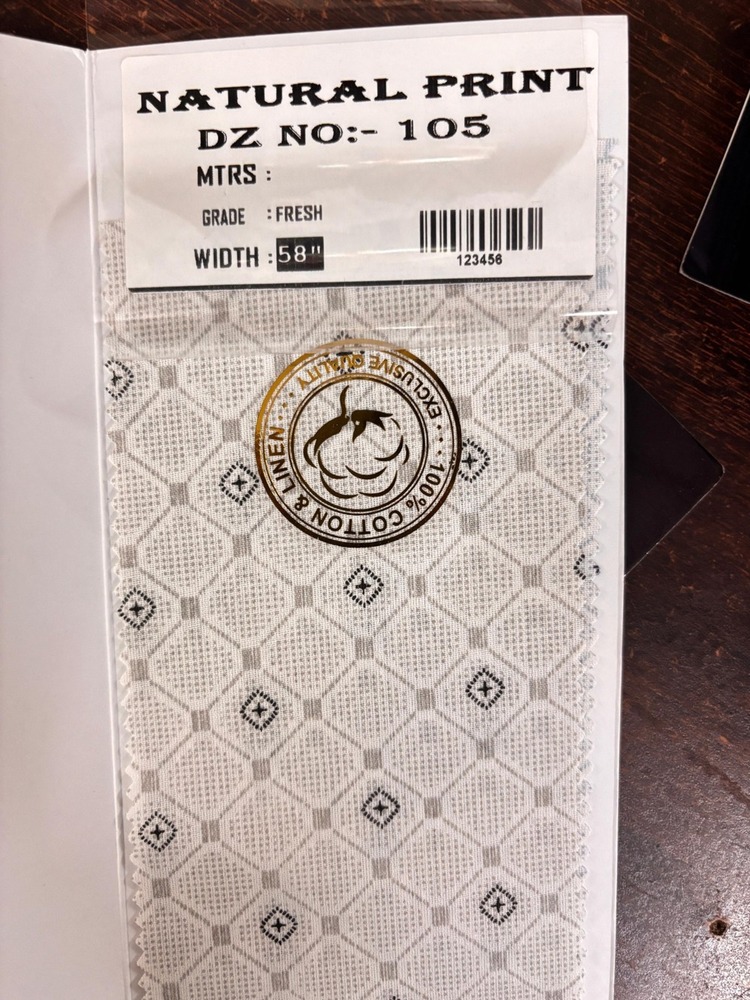 NATURAL PRINT
DZ NO:- 105
MTRS :
GRADE : FRESH
WIDTH : 58"
123456
EXCLUSIVE QUALITY
100% COTTON & LINEN